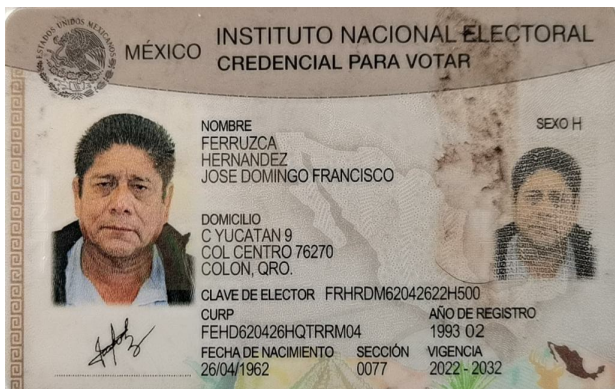 ESTADOS UNIDOS MEXICANOS
MÉXICO
INSTITUTO NACIONAL ELECTORAL
CREDENCIAL PARA VOTAR
NOMBRE
SEXO H
FERRUZCA
HERNANDEZ
JOSE DOMINGO FRANCISCO
DOMICILIO
C YUCATAN 9
COL CENTRO 76270
COLON, QRO.
CLAVE DE ELECTOR FRHRDM62042622H500
CURP
FEHD620426HQTRRM04
AÑO DE REGISTRO
1993 02
FECHA DE NACIMIENTO
26/04/1962
SECCIÓN
0077
VIGENCIA
2022 - 2032